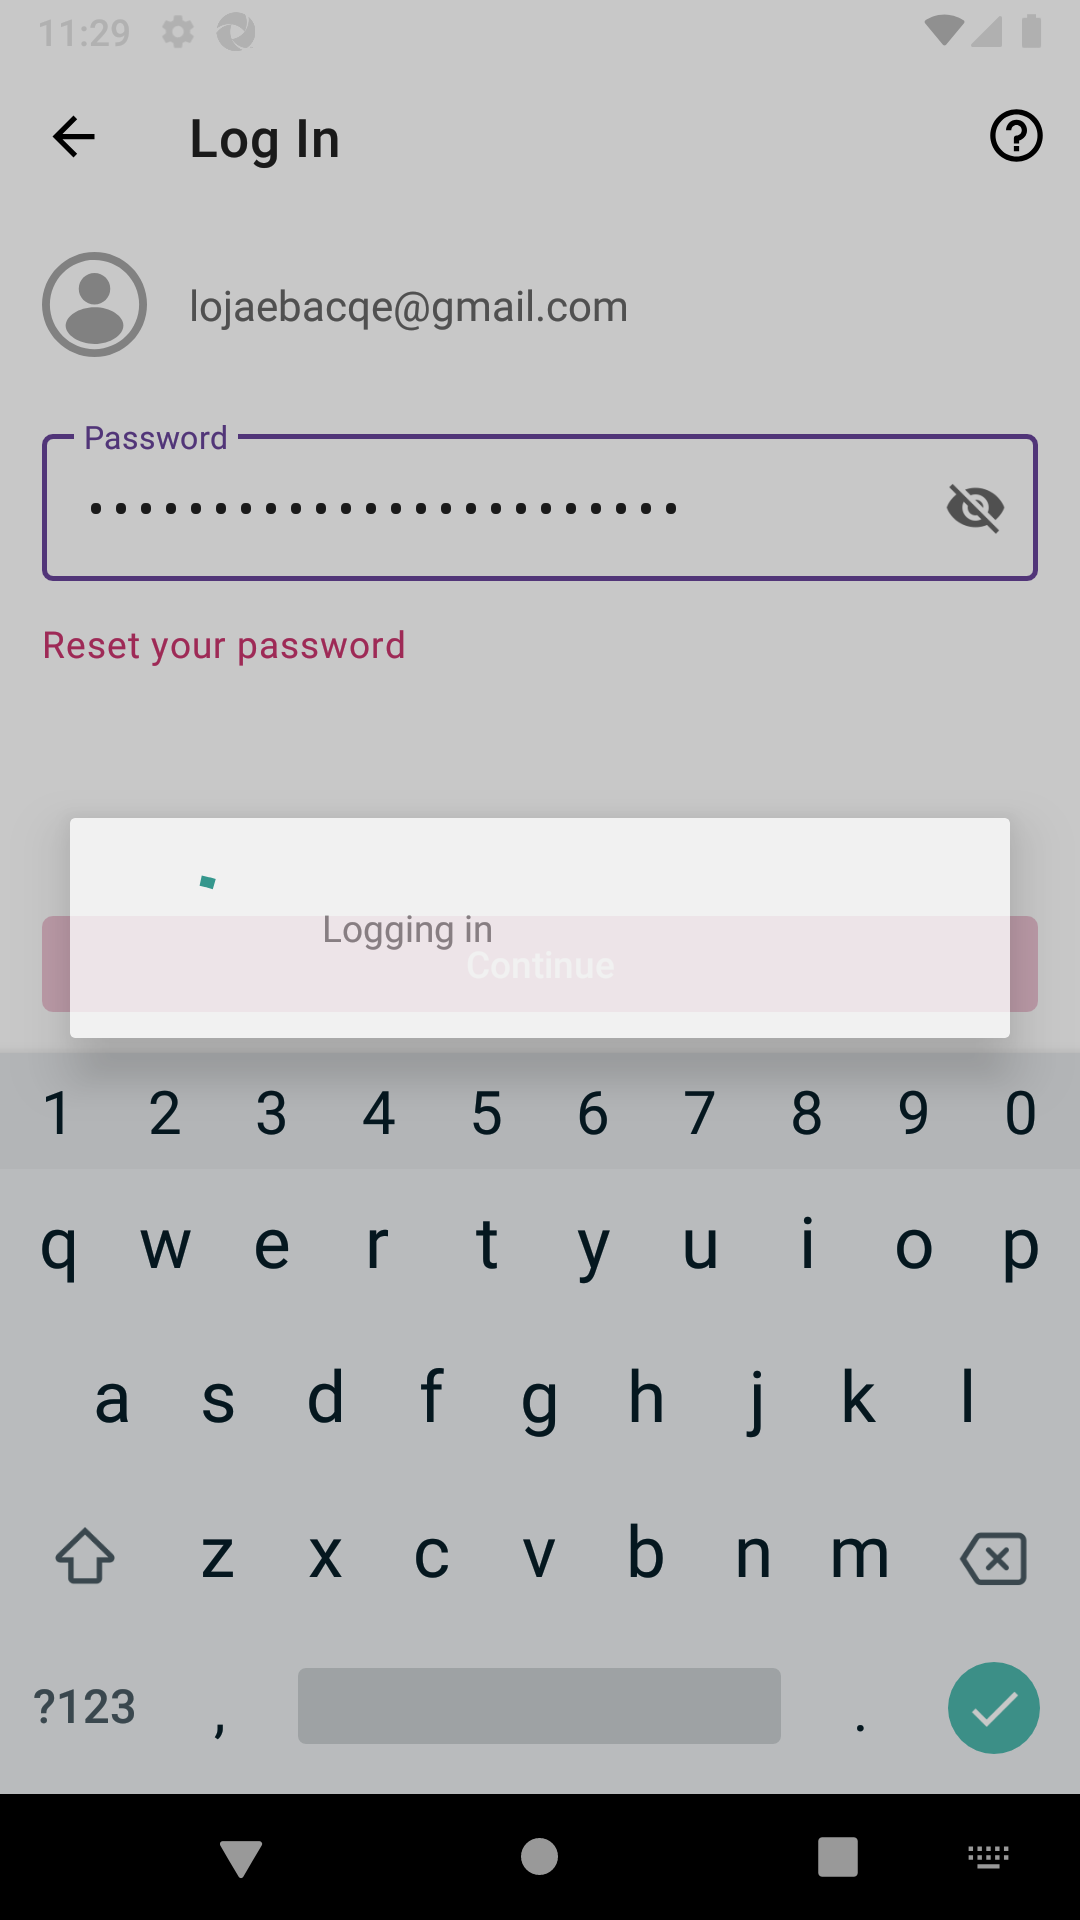 11:29
Log In
lojaebacqe@gmail.com
Password
••••••••••••••••••••••••
Reset your password
Logging in
Continue
1 2 3 4 5 6 7 8 9 0
q w e r t y u i o p
a s d f g h j k l
z x c v b n m
?123 , .